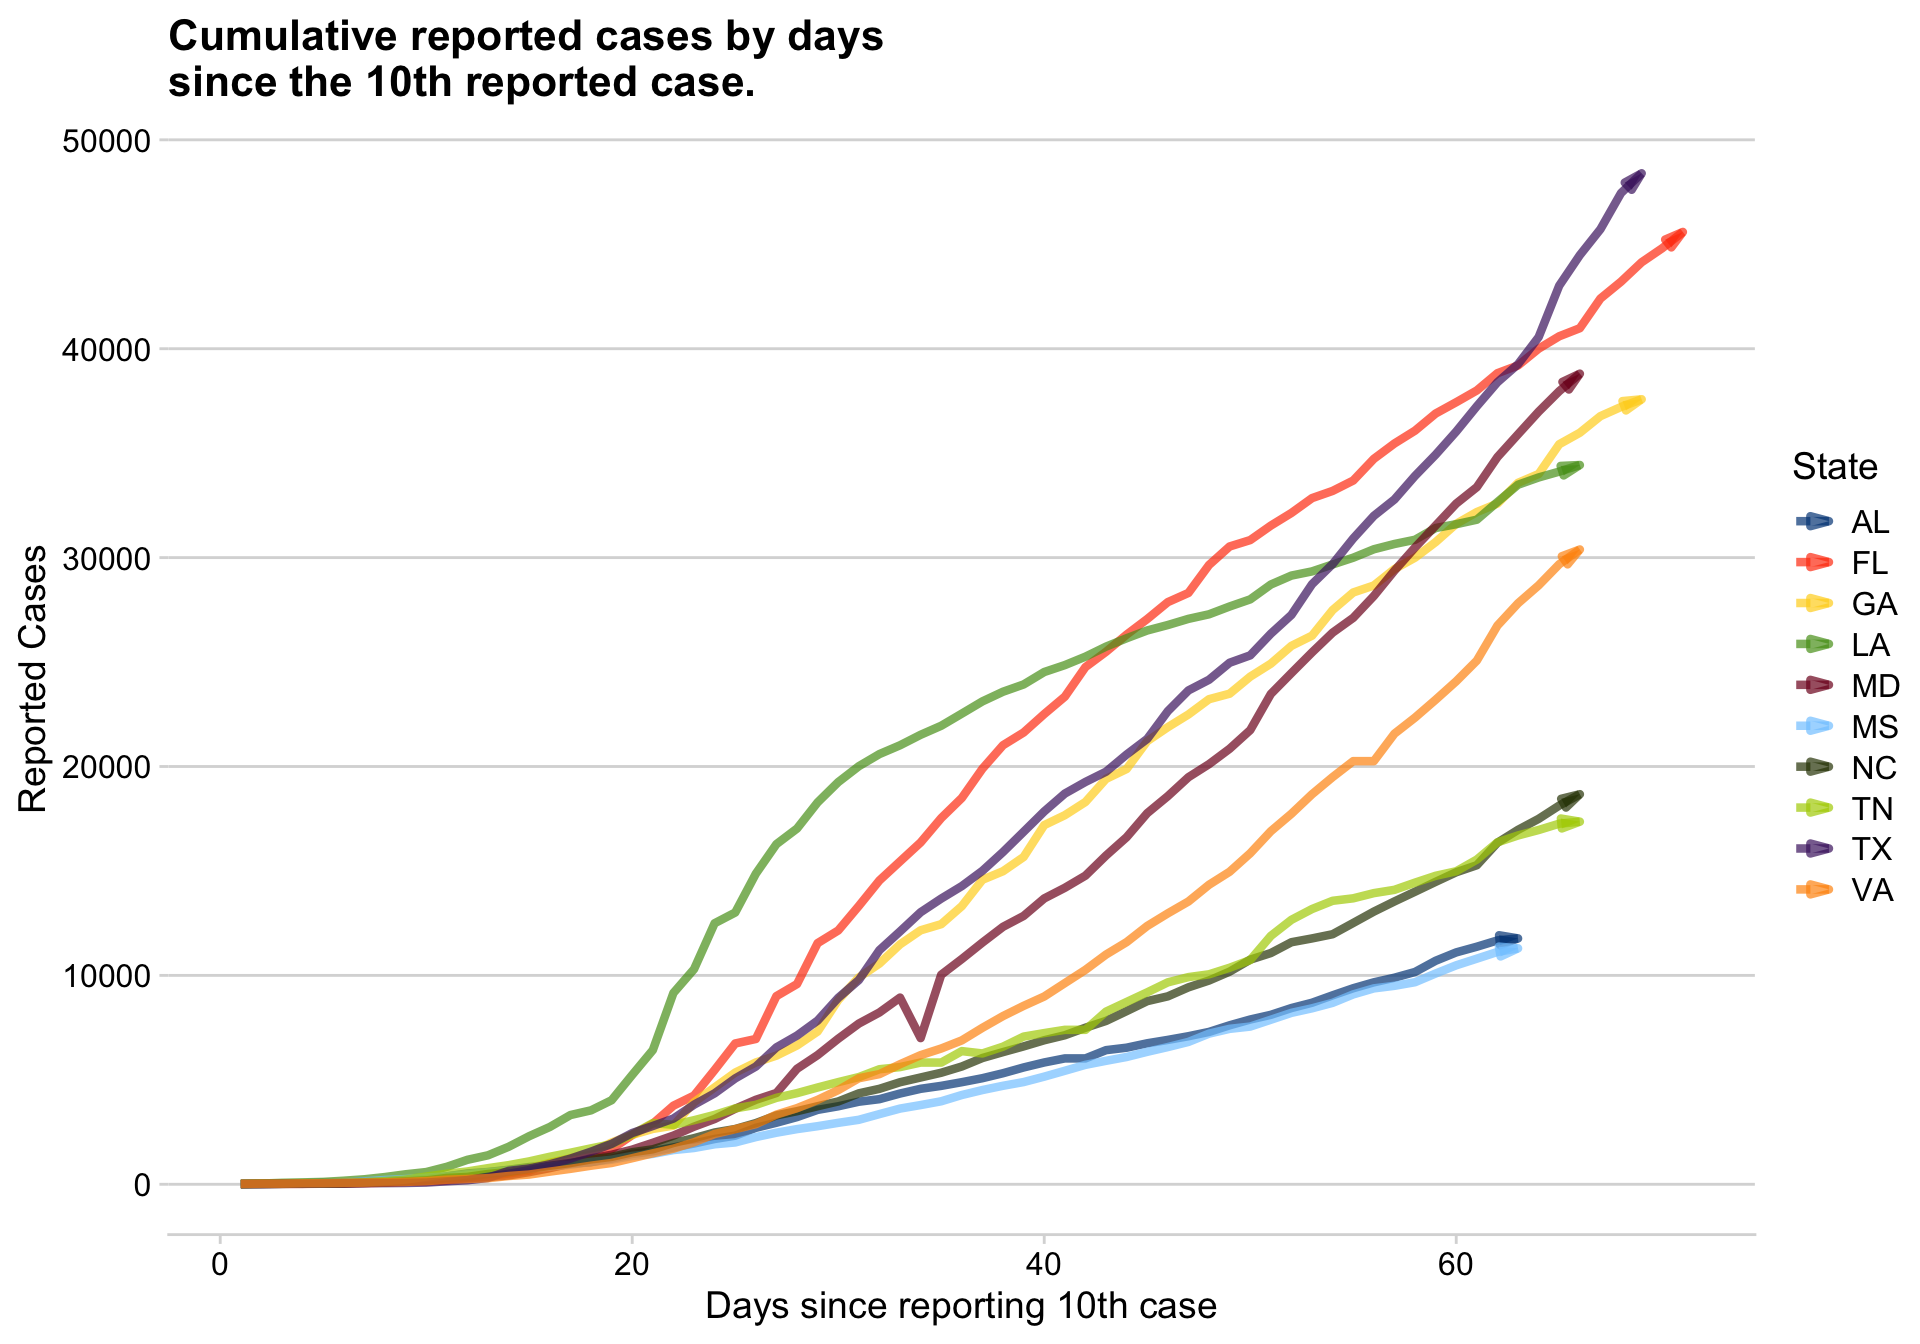 Cumulative reported cases by days
since the 10th reported case.
50000
40000
30000
20000
10000
0
Reported Cases
0
20
40
60
Days since reporting 10th case
State
AL
FL
GA
LA
MD
MS
NC
TN
TX
VA